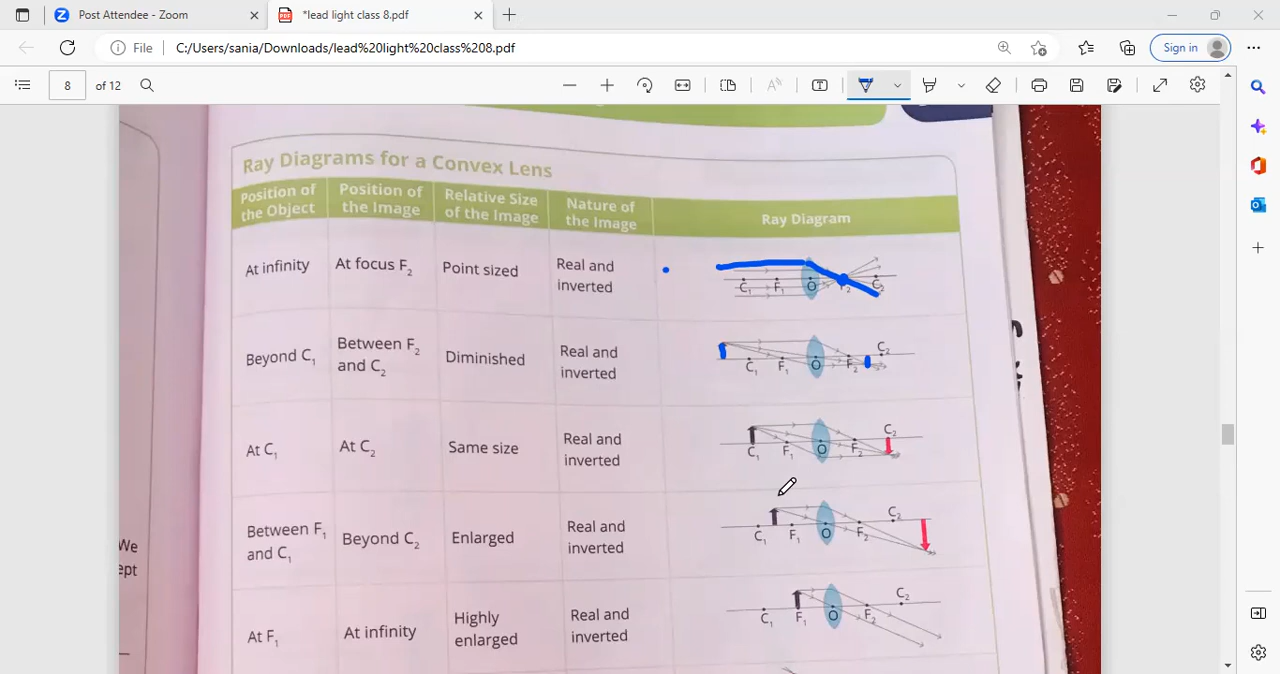 Post Attendee - Zoom
*lead light class 8.pdf
File
C:/Users/sania/Downloads/lead%20light%20class%208.pdf
Sign in
8
of 12
Ray Diagrams for a Convex Lens
Position of the Object
Position of the Image
Relative Size of the Image
Nature of the Image
Ray Diagram
At infinity
At focus F₂
Point sized
Real and inverted
C₁ F₁ O F₂ C₂
Beyond C₁
Between F₂ and C₂
Diminished
Real and inverted
C₁ F₁ O F₂ C₂
At C₁
At C₂
Same size
Real and inverted
C₁ F₁ O F₂ C₂
Between F₁ and C₁
Beyond C₂
Enlarged
Real and inverted
C₁ F₁ O F₂ C₂
At F₁
At infinity
Highly enlarged
Real and inverted
C₁ F₁ O F₂ C₂
We
ept